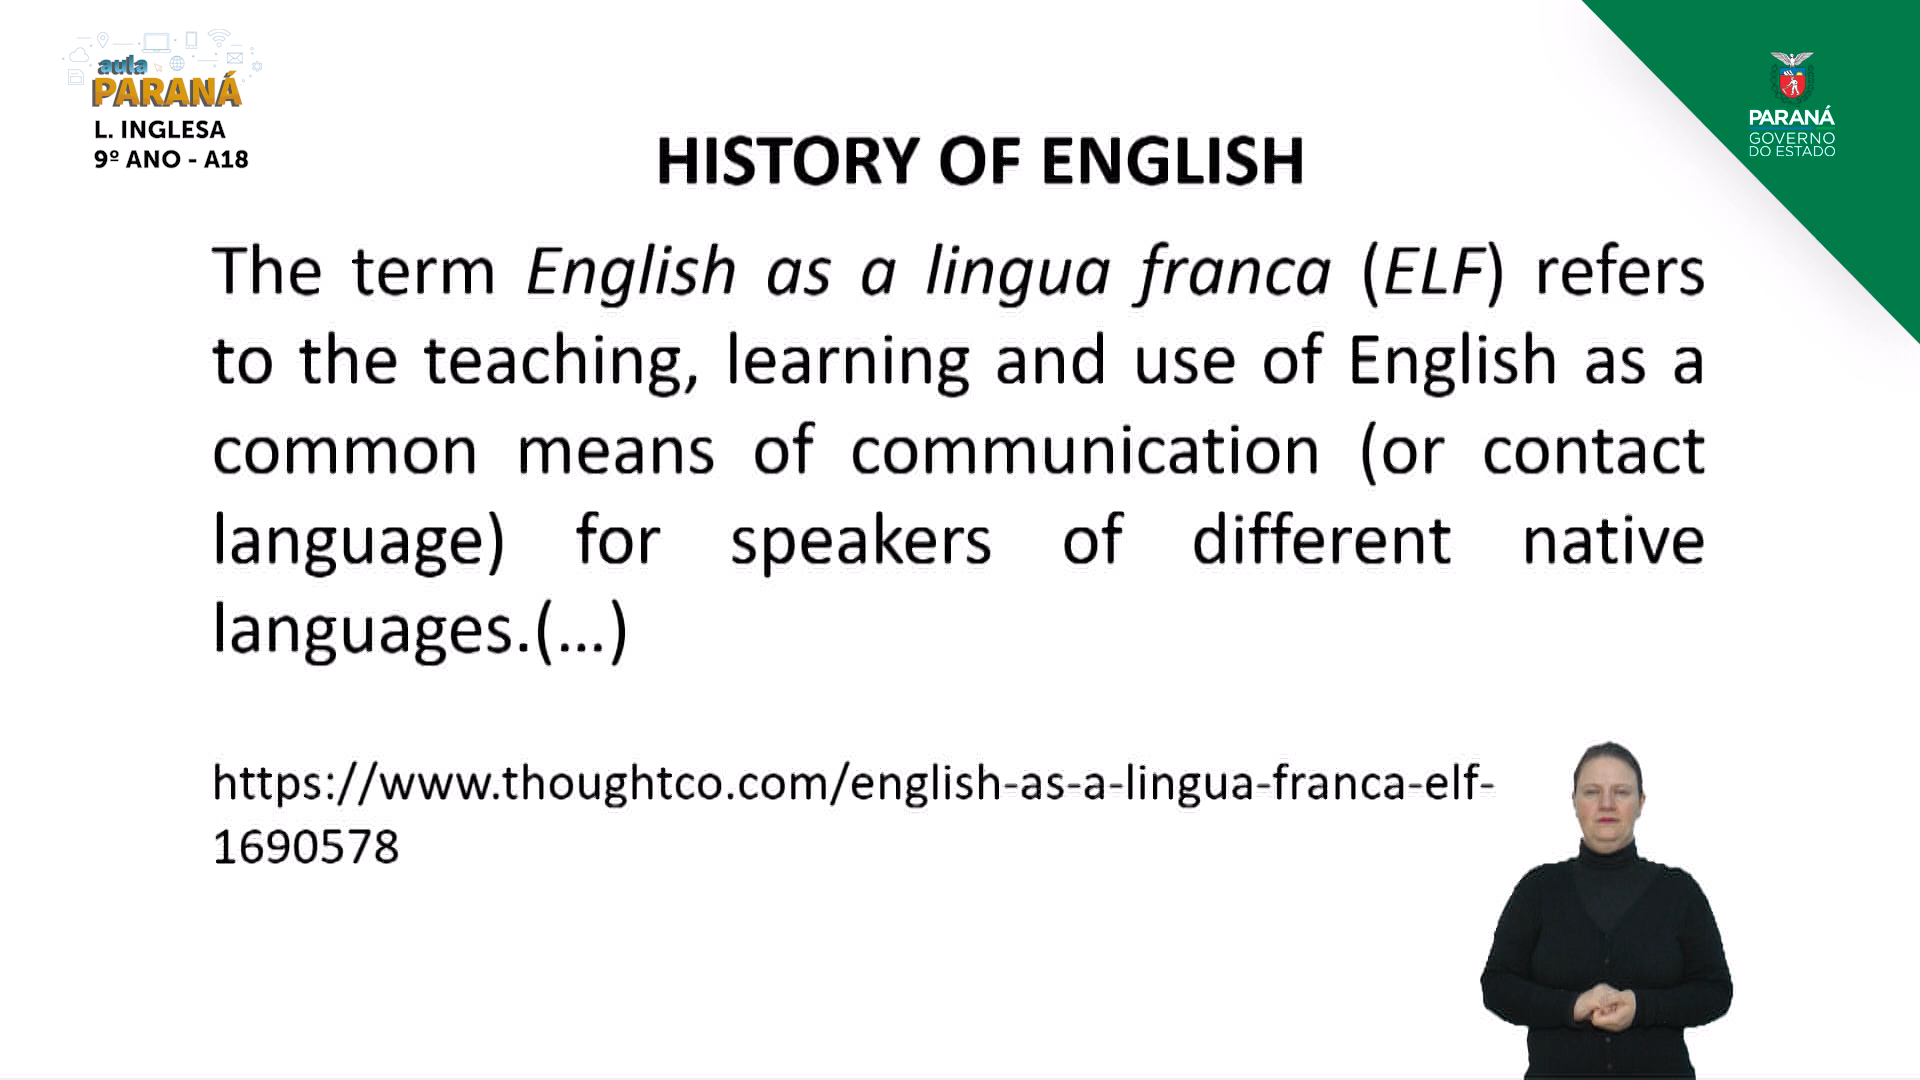 aula
PARANÁ
L. INGLESA
9º ANO - A18
PARANÁ
GOVERNO
DO ESTADO
HISTORY OF ENGLISH
The term English as a lingua franca (ELF) refers
to the teaching, learning and use of English as a
common means of communication (or contact
language) for speakers of different native
languages.(...)
https://www.thoughtco.com/english-as-a-lingua-franca-elf-
1690578